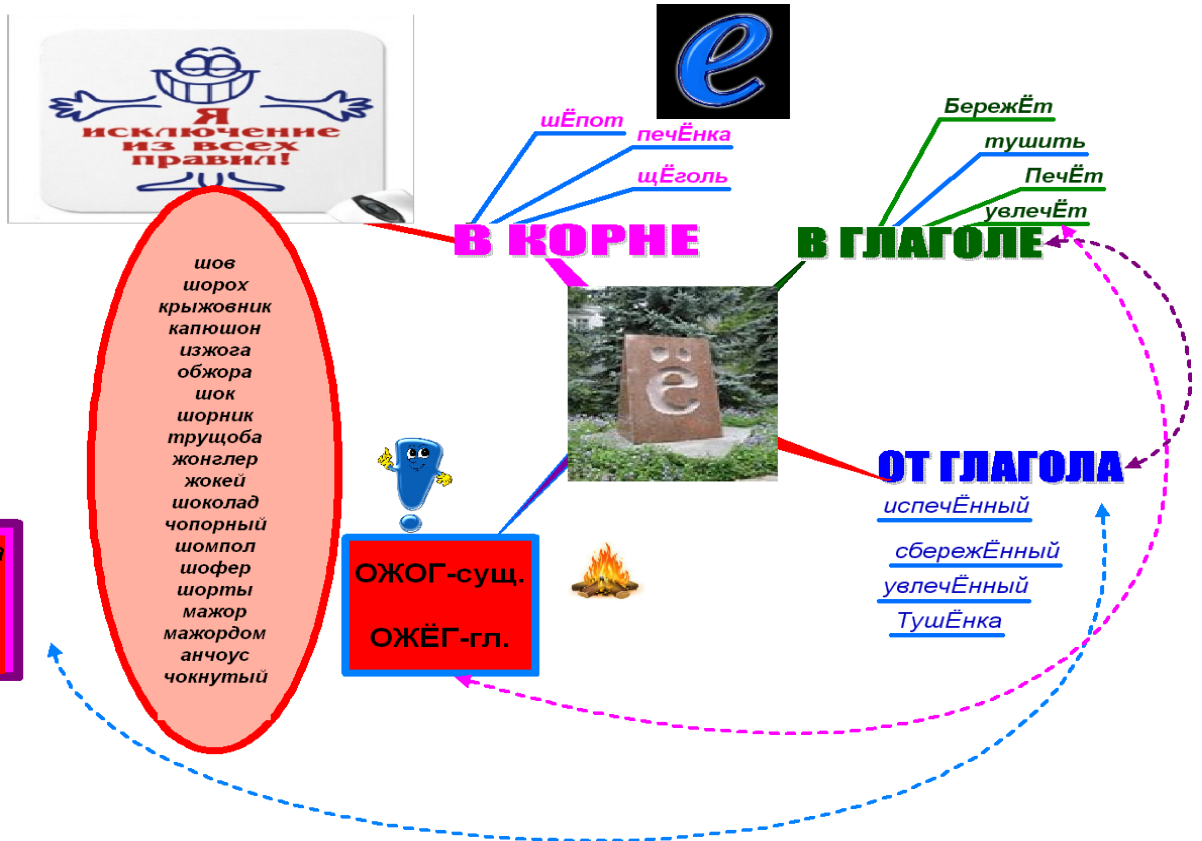 Я
исключение
из всех
правил!
ё
шЁпот
печЁнка
щЁголь
В КОРНЕ
БережЁт
тушить
ПечЁт
увлечЁт
В ГЛАГОЛЕ
шов
шорох
крыжовник
капюшон
изжога
обжора
шок
шорник
трущоба
жонглер
жокей
шоколад
чопорный
шомпол
шофер
шорты
мажор
мажордом
анчоус
чокнутый
ё
ОТ ГЛАГОЛА
испечЁнный
сбережЁнный
увлечЁнный
ТушЁнка
ОЖОГ-сущ.
ОЖЁГ-гл.